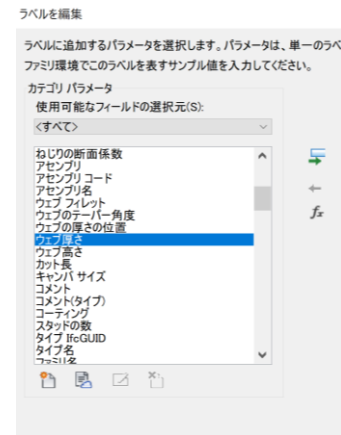 ラベルを編集
ラベルに追加するパラメータを選択します。パラメータは、単一のラベ
ファミリ環境でこのラベルを表すサンプル値を入力してください。
カテゴリ パラメータ
使用可能なフィールドの選択元(S):
<すべて>
ねじりの断面係数
アセンブリ
アセンブリ コード
アセンブリ名
ウェブ フィレット
ウェブのテーパー角度
ウェブの厚さの位置
ウェブ厚さ
ウェブ高さ
カット長
キャンバ サイズ
コメント
コメント(タイプ)
コーティング
スタッドの数
タイプ IfcGUID
タイプ名
ファミリ名
fx